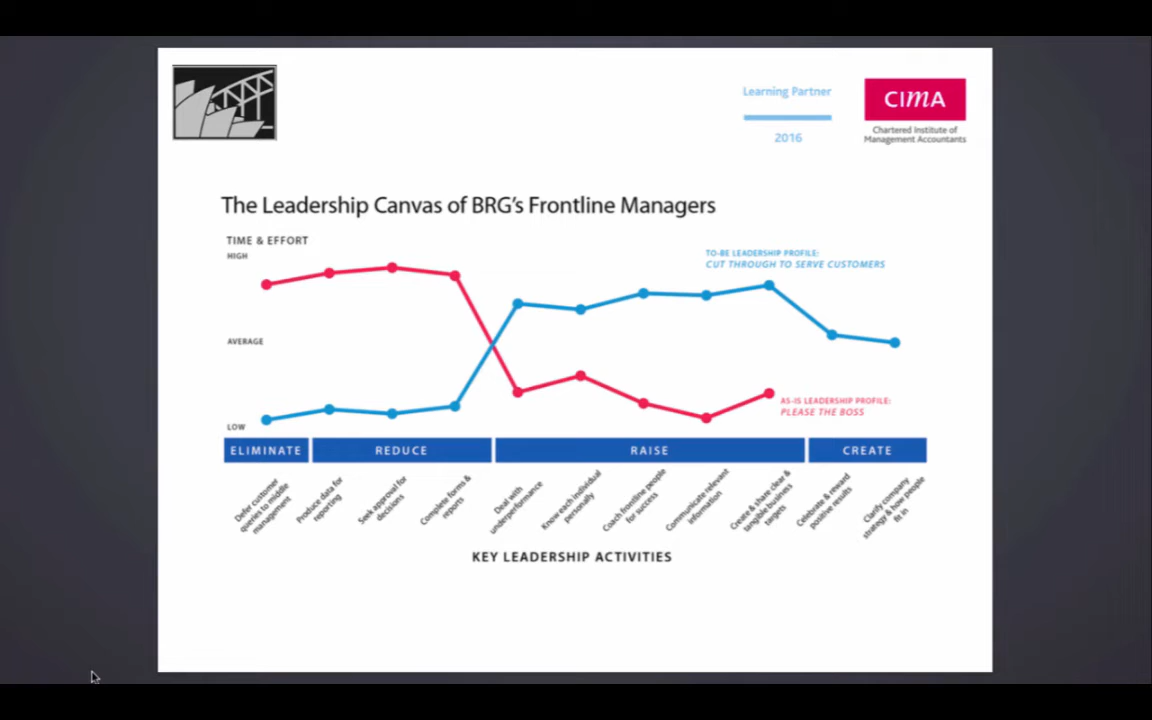 Learning Partner
2016
CIMA
Chartered Institute of
Management Accountants
The Leadership Canvas of BRG's Frontline Managers
TIME & EFFORT
HIGH
TO-BE LEADERSHIP PROFILE:
CUT THROUGH TO SERVE CUSTOMERS
AVERAGE
AS-IS LEADERSHIP PROFILE:
PLEASE THE BOSS
LOW
ELIMINATE
REDUCE
RAISE
CREATE
Defer customer
queries to middle
management
Produce data for
reporting
Seek approval for
decisions
Complete forms &
reports
Deal with
underperformance
Know each individual
personally
Coach frontline people
for success
Communicate relevant
information
Create & share clear &
tangible business
targets
Celebrate & reward
positive results
Clarify company
strategy & how people
fit in
KEY LEADERSHIP ACTIVITIES